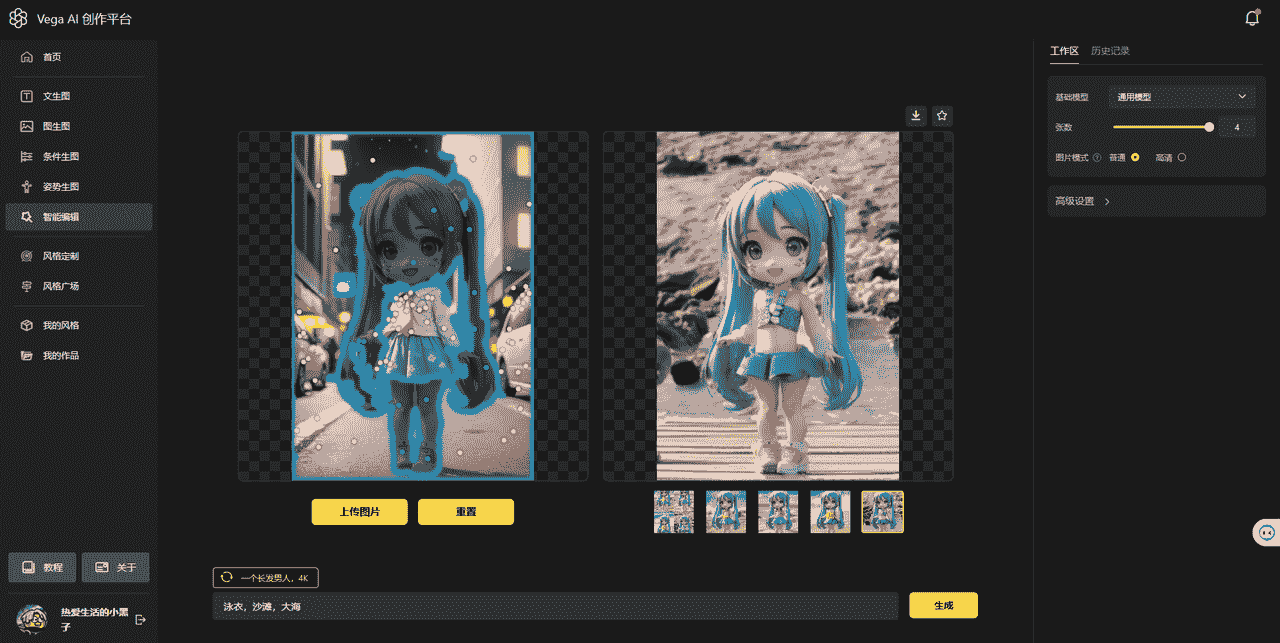 Vega AI 创作平台
首页
文生图
图生图
条件生图
姿势生图
智能编辑
风格定制
风格广场
我的风格
我的作品
教程
关于
热爱生活的小黑
子
上传图片
重置
一个长发男人，4K
泳衣，沙滩，大海
生成
工作区 历史记录
基础模型 通用模型
张数 4
图片模式 普通 高清
高级设置